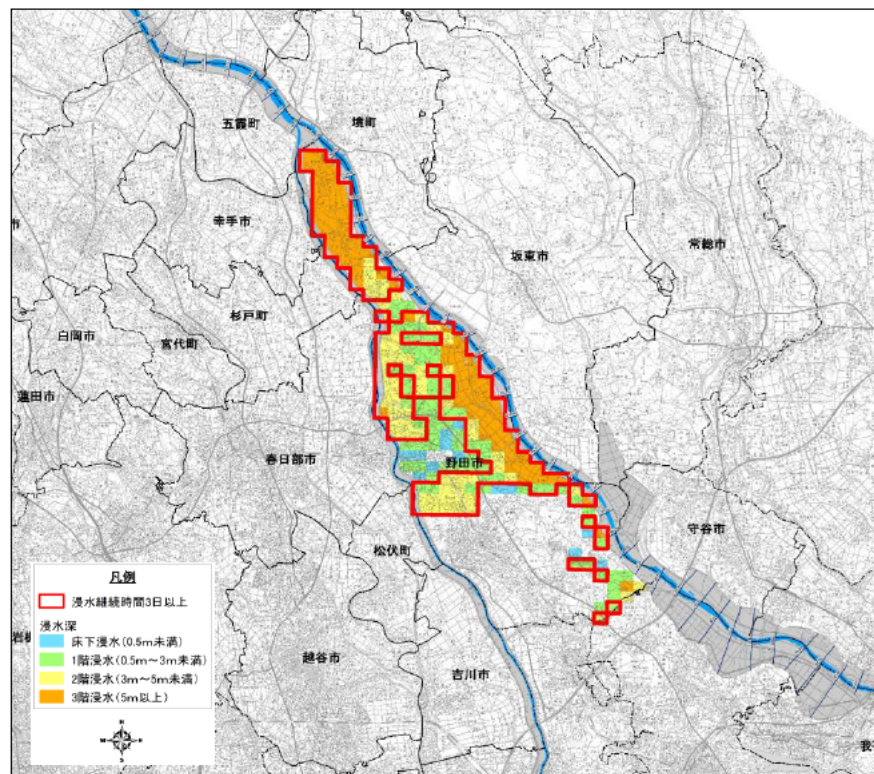 五霞町
境町
幸手市
坂東市
常総市
杉戸町
白岡市
宮代町
蓮田市
春日部市
野田市
守谷市
松伏町
越谷市
吉川市
凡例
浸水継続時間3日以上
浸水深
床下浸水(0.5m未満)
1階浸水(0.5m～3m未満)
2階浸水(3m～5m未満)
3階浸水(5m以上)
N
W
E
S